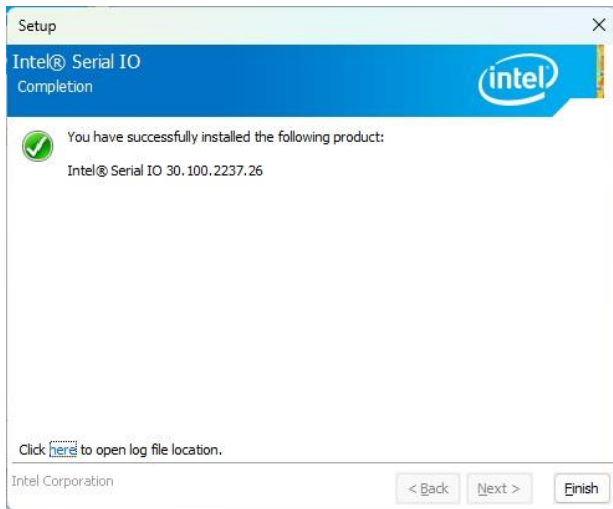 Setup
Intel® Serial IO
Completion
intel
You have successfully installed the following product:
Intel® Serial IO 30.100.2237.26
Click here to open log file location.
Intel Corporation
< Back Next > Finish